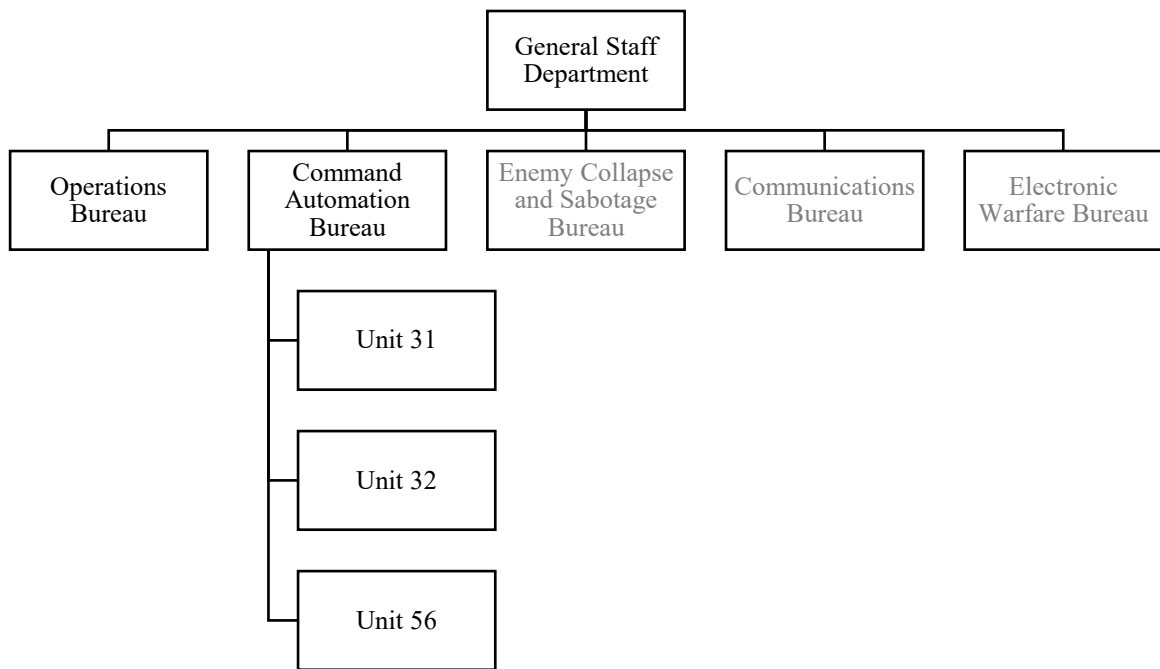 General Staff
Department
Operations
Bureau
Command
Automation
Bureau
Enemy Collapse
and Sabotage
Bureau
Communications
Bureau
Electronic
Warfare Bureau
Unit 31
Unit 32
Unit 56